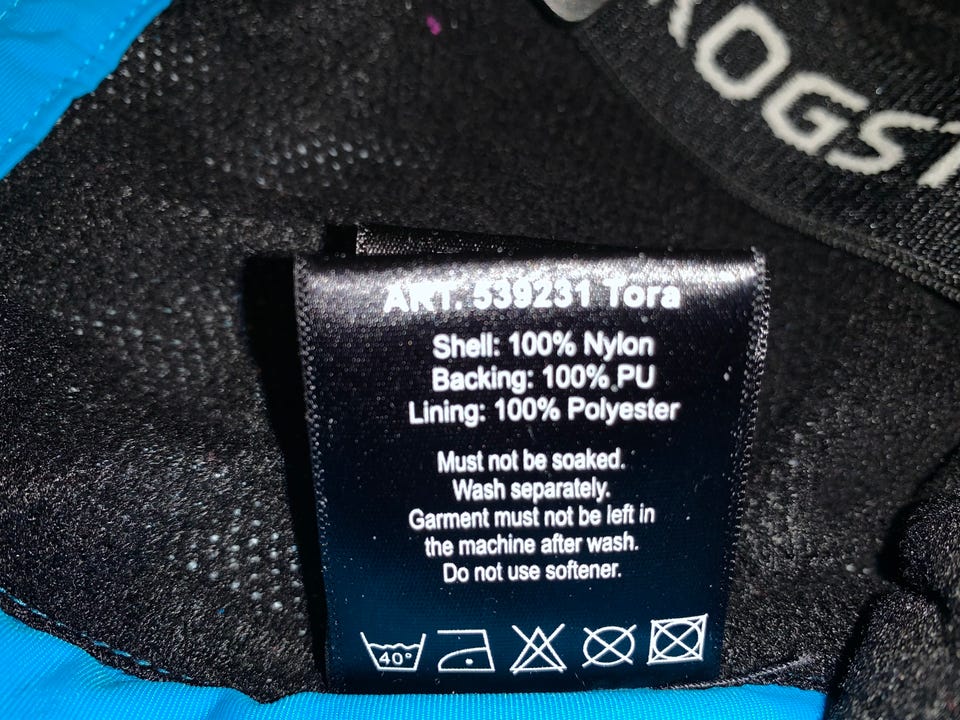 OGST
ART. 539231 Tora
Shell: 100% Nylon
Backing: 100% PU
Lining: 100% Polyester
Must not be soaked.
Wash separately.
Garment must not be left in
the machine after wash.
Do not use softener.
40°